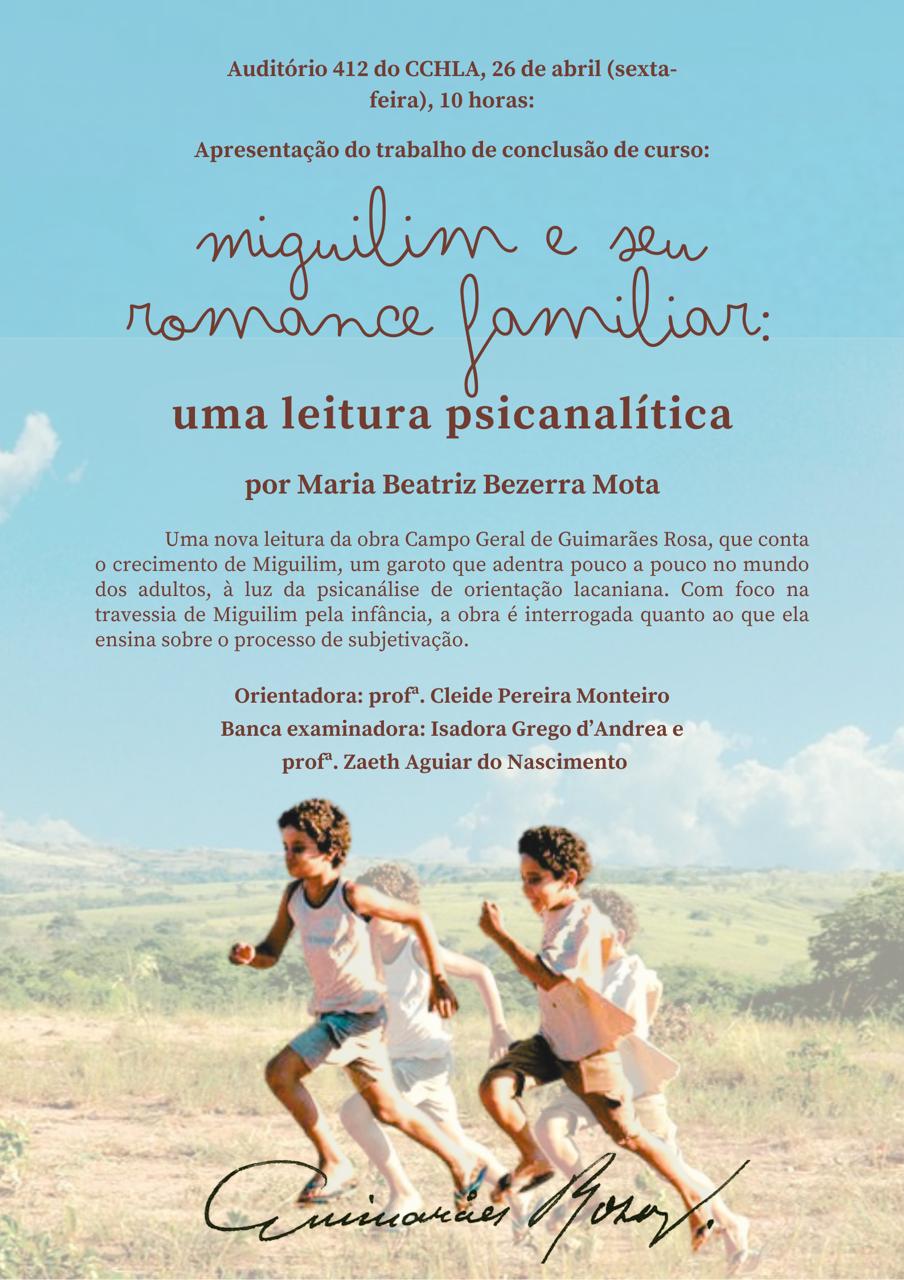 Auditório 412 do CCHLA, 26 de abril (sexta-
feira), 10 horas:
Apresentação do trabalho de conclusão de curso:
miguilim e seu
romance familiar:
uma leitura psicanalítica
por Maria Beatriz Bezerra Mota
Uma nova leitura da obra Campo Geral de Guimarães Rosa, que conta
o crecimento de Miguilim, um garoto que adentra pouco a pouco no mundo
dos adultos, à luz da psicanálise de orientação lacaniana. Com foco na
travessia de Miguilim pela infância, a obra é interrogada quanto ao que ela
ensina sobre o processo de subjetivação.
Orientadora: profª. Cleide Pereira Monteiro
Banca examinadora: Isadora Grego d’Andrea e
profª. Zaeth Aguiar do Nascimento
Guimarães Rosa.